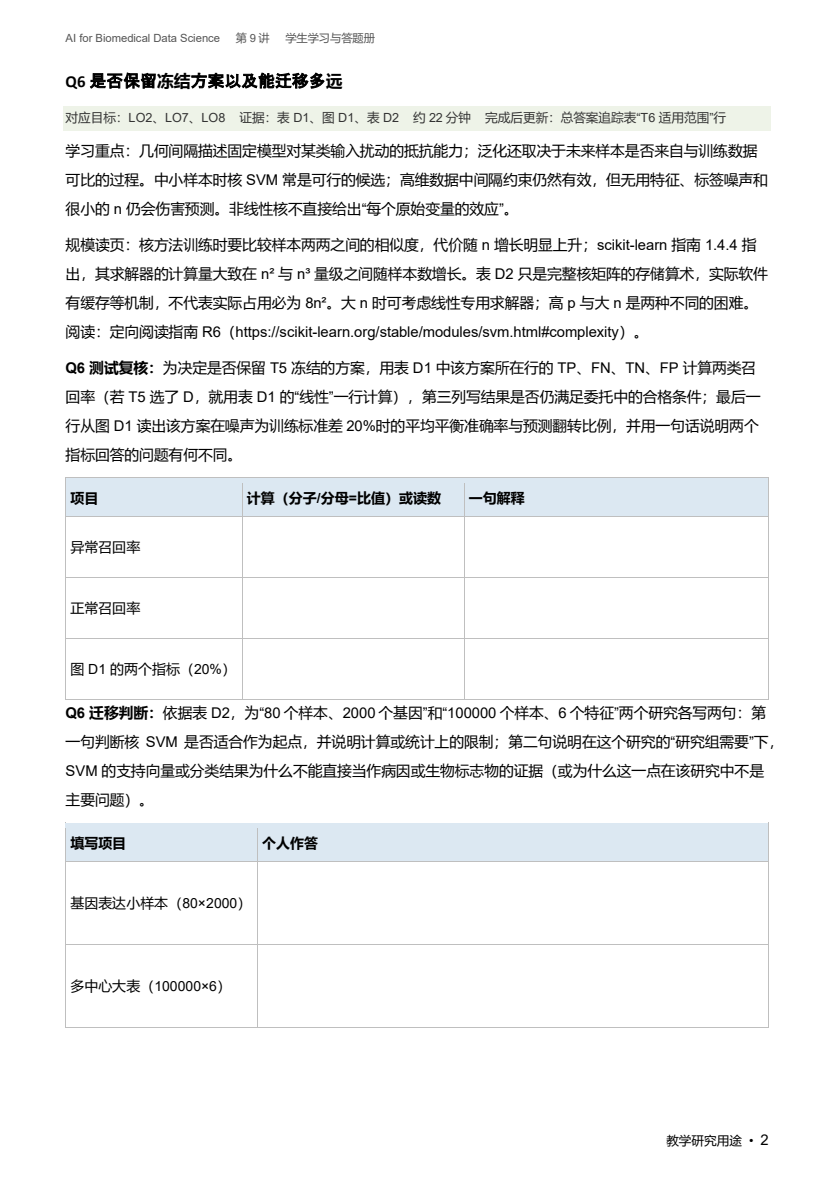 AI for Biomedical Data Science 第 9 讲 学生学习与答题册
Q6 是否保留冻结方案以及能迁移多远
对应目标：LO2、LO7、LO8 证据：表 D1、图 D1、表 D2 约 22 分钟 完成后更新：总答案追踪表“T6 适用范围”行
学习重点：几何间隔描述固定模型对某类输入扰动的抵抗能力；泛化还取决于未来样本是否来自与训练数据
可比的过程。中小样本时核 SVM 常是可行的候选；高维数据中间隔约束仍然有效，但无用特征、标签噪声和
很小的 n 仍会伤害预测。非线性核不直接给出“每个原始变量的效应”。
规模读页：核方法训练时要比较样本两两之间的相似度，代价随 n 增长明显上升；scikit-learn 指南 1.4.4 指
出，其求解器的计算量大致在 n² 与 n³ 量级之间随样本数增长。表 D2 只是完整核矩阵的存储算术，实际软件
有缓存等机制，不代表实际占用必为 8n²。大 n 时可考虑线性专用求解器；高 p 与大 n 是两种不同的困难。
阅读：定向阅读指南 R6（https://scikit-learn.org/stable/modules/svm.html#complexity）。
Q6 测试复核：为决定是否保留 T5 冻结的方案，用表 D1 中该方案所在行的 TP、FN、TN、FP 计算两类召
回率（若 T5 选了 D，就用表 D1 的“线性”一行计算），第三列写结果是否仍满足委托中的合格条件；最后一
行从图 D1 读出该方案在噪声为训练标准差 20%时的平均平衡准确率与预测翻转比例，并用一句话说明两个
指标回答的问题有何不同。
项目 计算（分子/分母=比值）或读数 一句解释
异常召回率
正常召回率
图 D1 的两个指标（20%）
Q6 迁移判断：依据表 D2，为“80 个样本、2000 个基因”和“100000 个样本、6 个特征”两个研究各写两句：第
一句判断核 SVM 是否适合作为起点，并说明计算或统计上的限制；第二句说明在这个研究的“研究组需要”下，
SVM 的支持向量或分类结果为什么不能直接当作病因或生物标志物的证据（或为什么这一点在该研究中不是
主要问题）。
填写项目 个人作答
基因表达小样本（80×2000）
多中心大表（100000×6）
教学研究用途 • 2